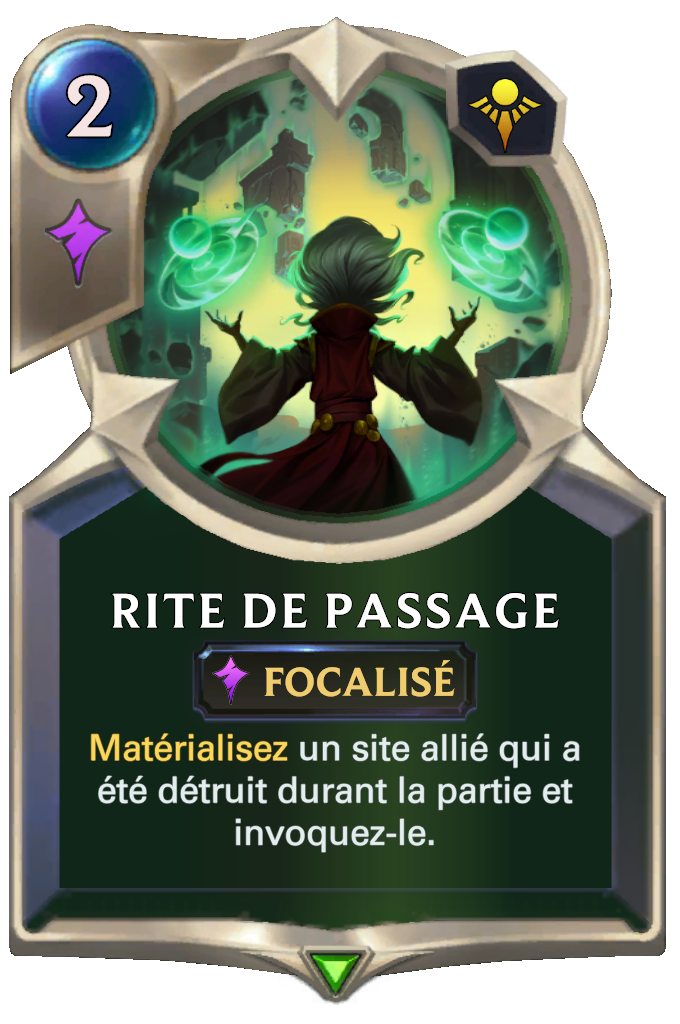 2
RITE DE PASSAGE
FOCALISÉ
Matérialisez un site allié qui a
été détruit durant la partie et
invoquez-le.